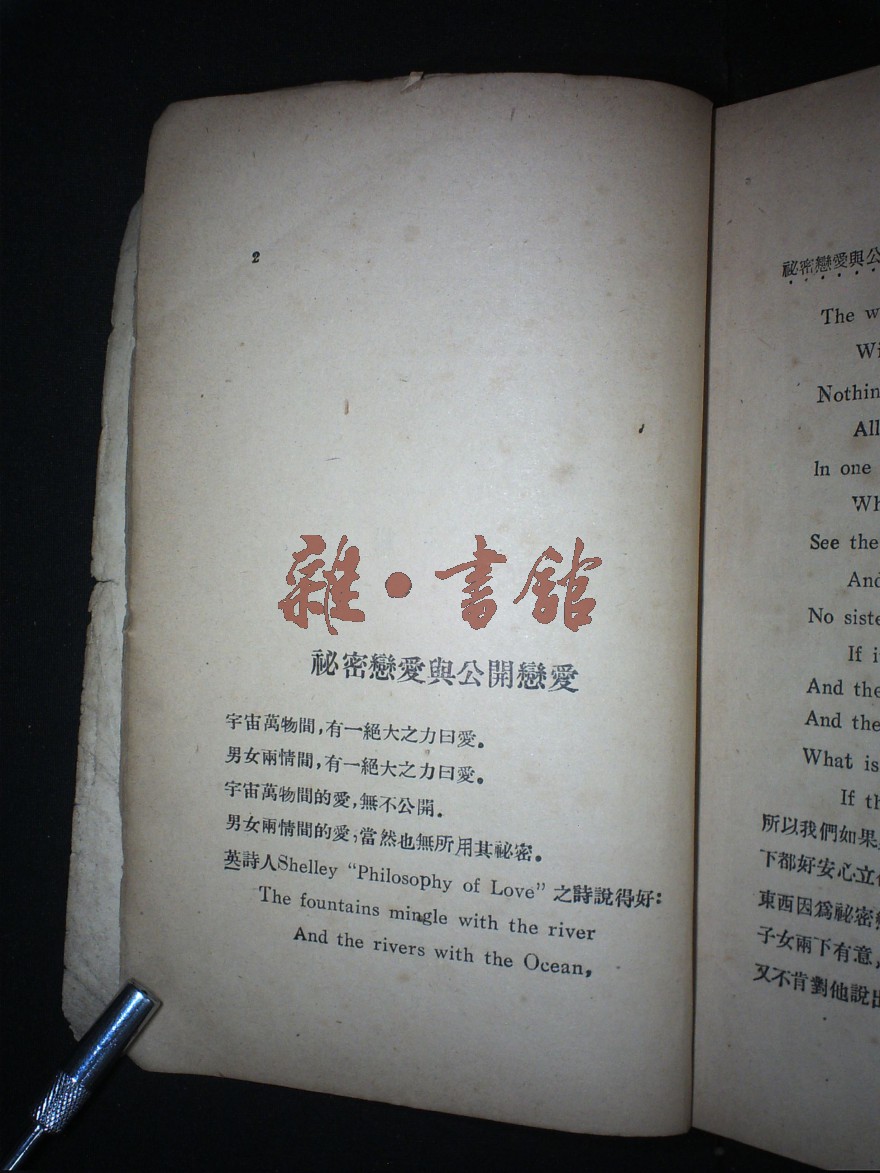 2
雜·書館
祕密戀愛與公開戀愛
宇宙萬物間,有一絕大之力曰愛。
男女兩情間,有一絕大之力曰愛。
宇宙萬物間的愛,無不公開.
男女兩情間的愛,當然也無所用其祕密。
英詩人Shelley “Philosophy of Love” 之詩說得好:
The fountains mingle with the river
And the rivers with the Ocean,
祕密戀愛與公
The w
Wi
Nothin
All
In one
Wh
See the
And
No siste
If i
And the
And the
What is
If th
所以我們如果
下都好安心立
東西因爲祕密
子女兩下有意,
又不肯對他說出